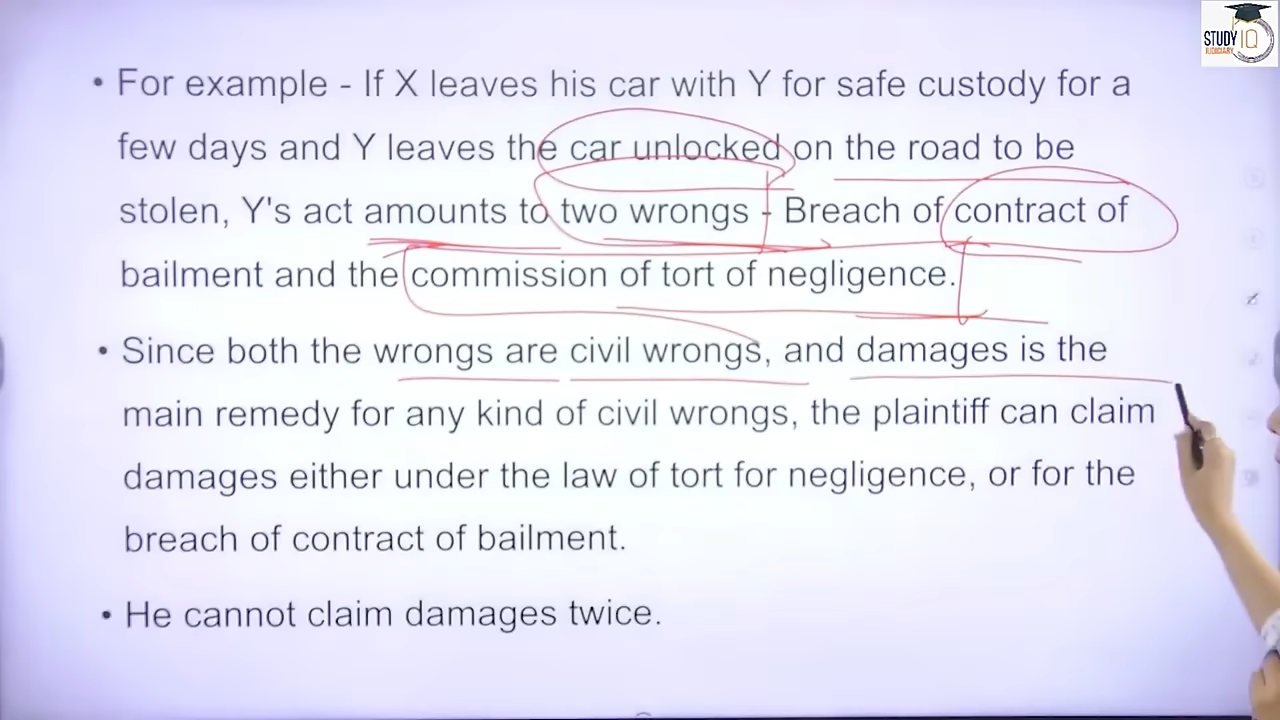 STUDY IQ
JUDICIARY
• For example - If X leaves his car with Y for safe custody for a
few days and Y leaves the car unlocked on the road to be
stolen, Y's act amounts to two wrongs - Breach of contract of
bailment and the commission of tort of negligence.
• Since both the wrongs are civil wrongs, and damages is the
main remedy for any kind of civil wrongs, the plaintiff can claim
damages either under the law of tort for negligence, or for the
breach of contract of bailment.
• He cannot claim damages twice.